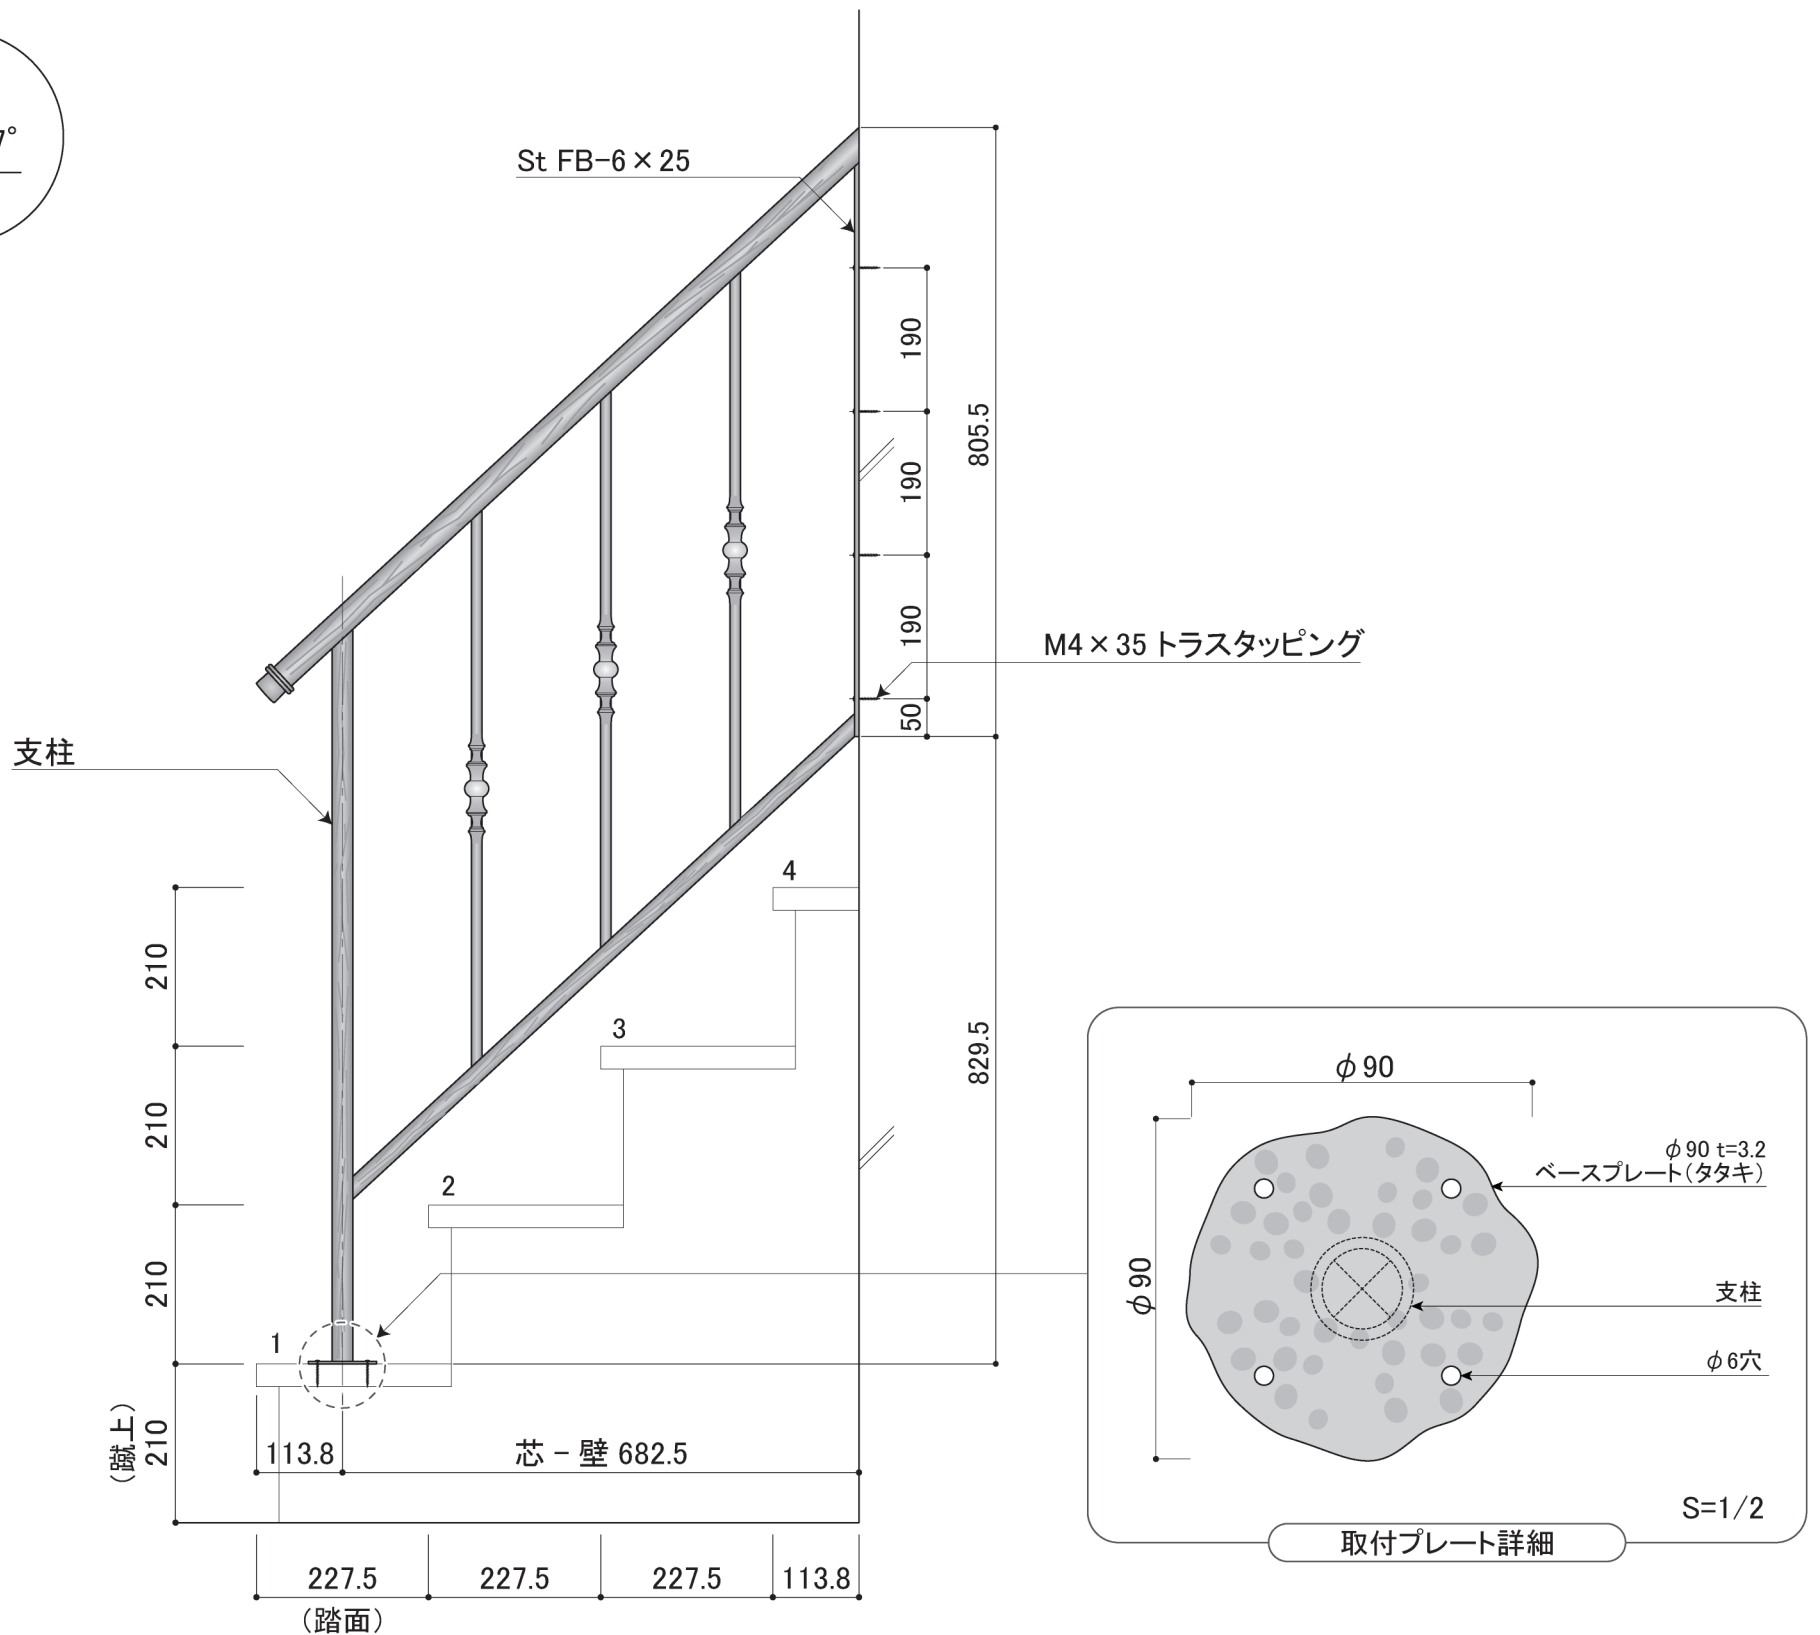 プ
St FB-6×25
190
190
805.5
190
M4×35 トラスタッピング
50
支柱
4
210
3
829.5
210
2
210
1
(蹴上)
210
113.8
芯 - 壁 682.5
227.5
227.5
227.5
113.8
(踏面)
φ90
φ90
φ90 t=3.2
ベースプレート(タタキ)
支柱
φ6穴
S=1/2
取付プレート詳細